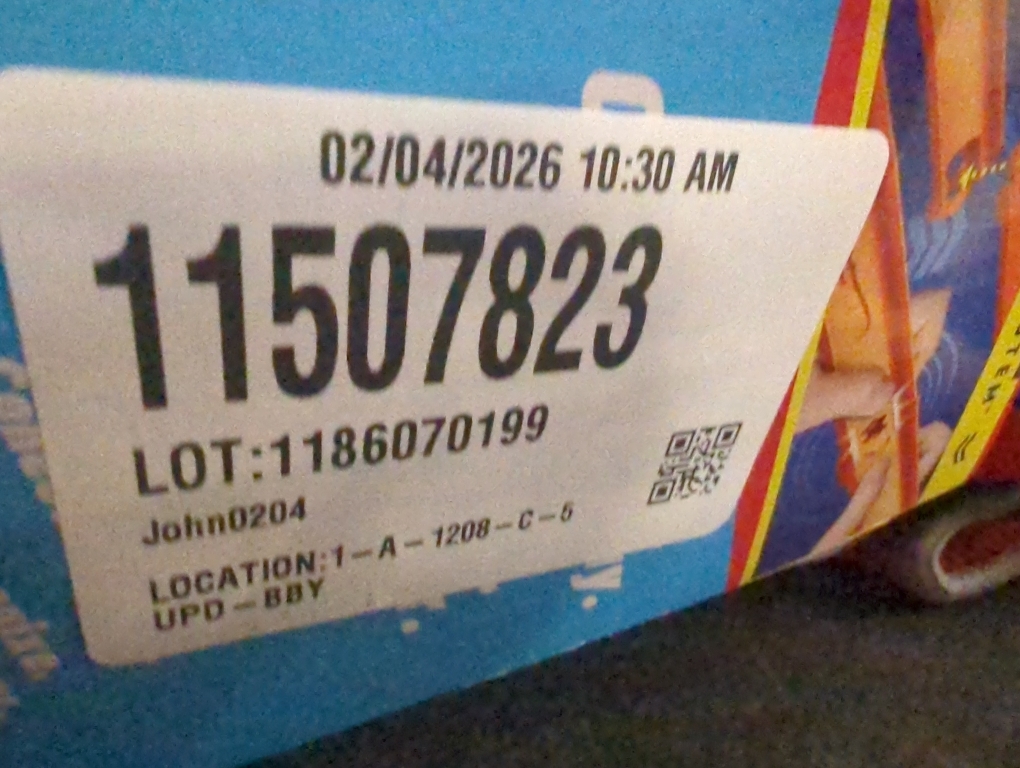 02/04/2026 10:30 AM
11507823
LOT:1186070199
John0204
LOCATION:1-A-1208-C-5
UPD-BBY